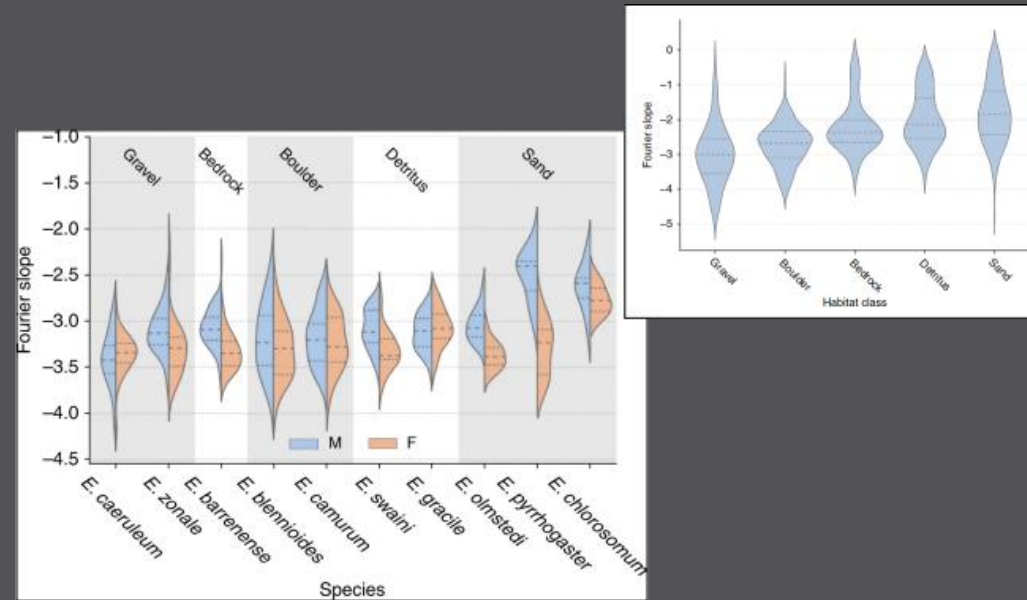 −1.0
−1.5
−2.0
−2.5
−3.0
−3.5
−4.0
−4.5
Fourier slope
Gravel
Bedrock
Boulder
Detritus
Sand
M
F
E. caeruleum
E. zonale
E. barrenense
E. blennioides
E. camurum
E. swaini
E. gracile
E. olmstedi
E. pyrrhogaster
E. chlorosomum
Species
0
−1
−2
−3
−4
−5
Fourier slope
Gravel
Boulder
Bedrock
Detritus
Sand
Habitat class